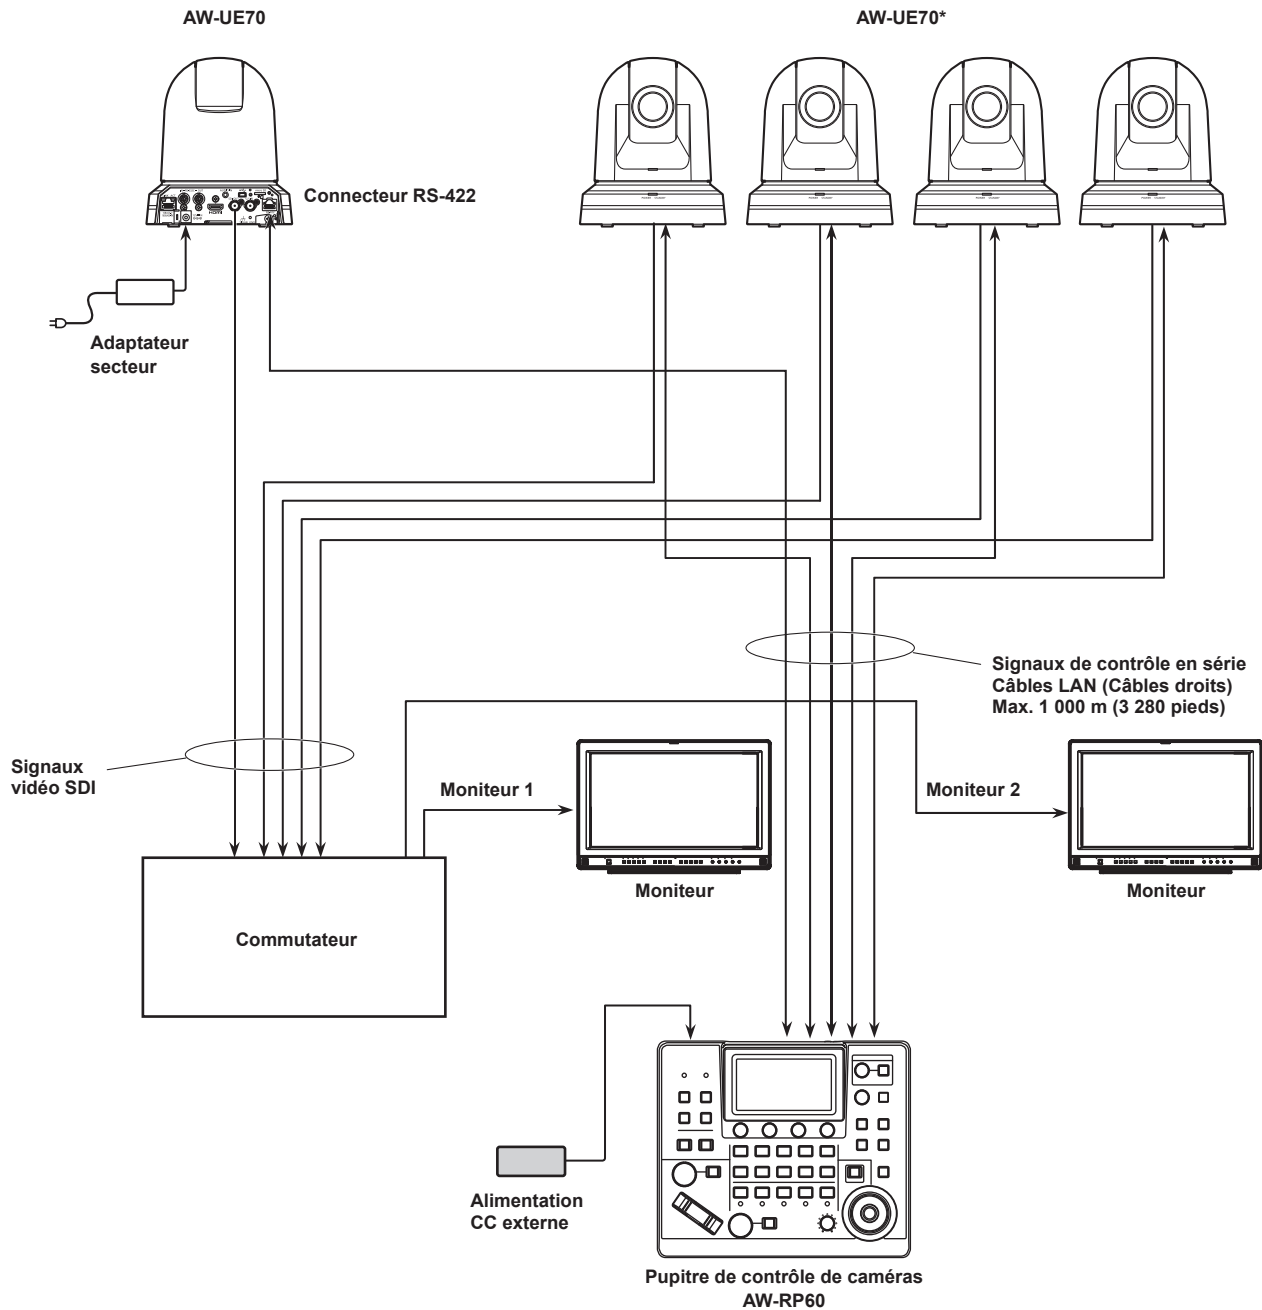 AW-UE70
AW-UE70*
Connecteur RS-422
HDMI
Adaptateur
secteur
Signaux de contrôle en série
Câbles LAN (Câbles droits)
Max. 1 000 m (3 280 pieds)
Signaux
vidéo SDI
Moniteur 1
Moniteur 2
Moniteur
Moniteur
Commutateur
Alimentation
CC externe
Pupitre de contrôle de caméras
AW-RP60